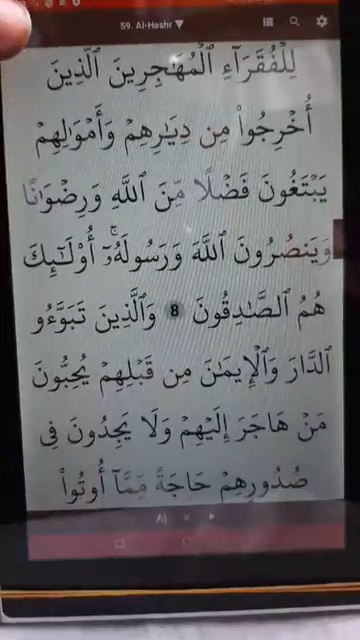 59. Al-Hashr ▼
لِلْفُقَرَآءِ ٱلْمُهَٰجِرِينَ ٱلَّذِينَ
أُخْرِجُوا۟ مِن دِيَٰرِهِمْ وَأَمْوَٰلِهِمْ
يَبْتَغُونَ فَضْلًا مِّنَ ٱللَّهِ وَرِضْوَٰنًا
وَيَنصُرُونَ ٱللَّهَ وَرَسُولَهُۥٓ ۚ أُو۟لَٰٓئِكَ
هُمُ ٱلصَّٰدِقُونَ 8 وَٱلَّذِينَ تَبَوَّءُو
ٱلدَّارَ وَٱلْإِيمَٰنَ مِن قَبْلِهِمْ يُحِبُّونَ
مَنْ هَاجَرَ إِلَيْهِمْ وَلَا يَجِدُونَ فِى
صُدُورِهِمْ حَاجَةً مِّمَّآ أُوتُوا۟